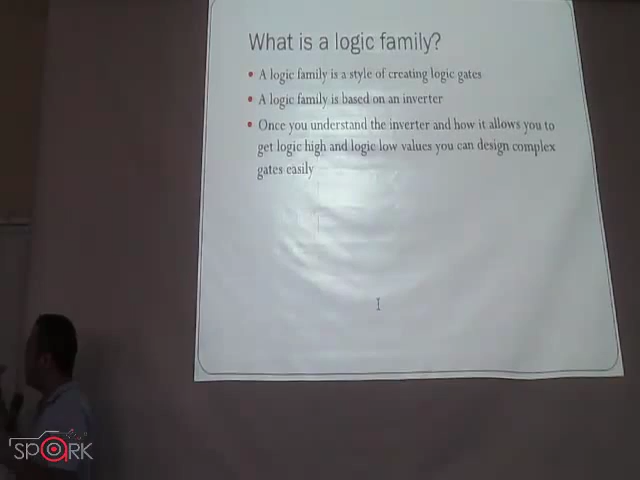 What is a logic family?
• A logic family is a style of creating logic gates
• A logic family is based on an inverter
• Once you understand the inverter and how it allows you to
get logic high and logic low values you can design complex
gates easily
SPARK